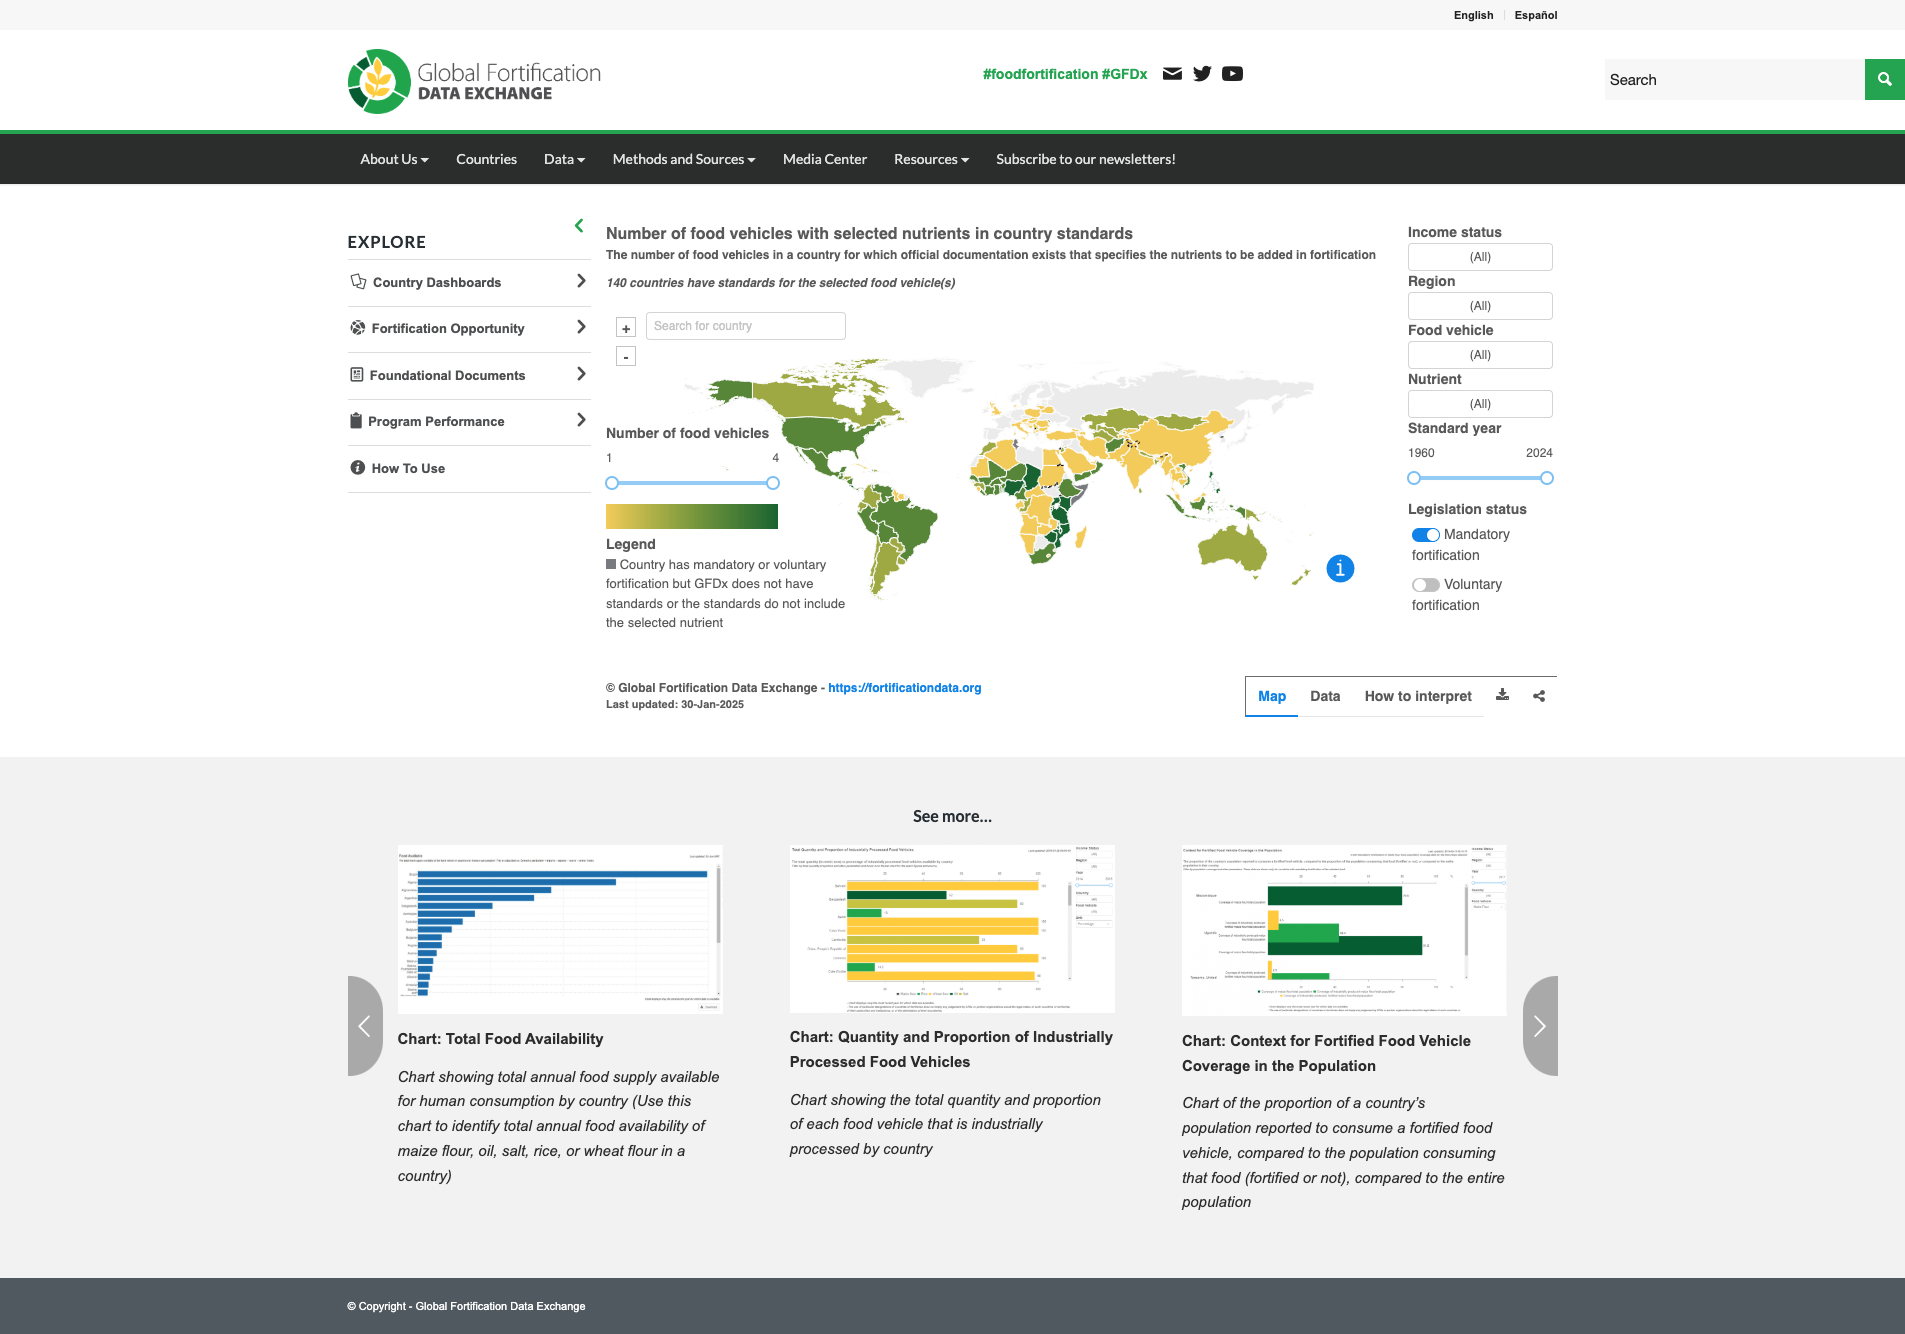 English
Español
Global Fortification
DATA EXCHANGE
#foodfortification #GFDx
Search
About Us
Countries
Data
Methods and Sources
Media Center
Resources
Subscribe to our newsletters!
EXPLORE
Country Dashboards
Fortification Opportunity
Foundational Documents
Program Performance
How To Use
Number of food vehicles with selected nutrients in country standards
The number of food vehicles in a country for which official documentation exists that specifies the nutrients to be added in fortification
140 countries have standards for the selected food vehicle(s)
+
Search for country
-
Number of food vehicles
1
4
Legend
Country has mandatory or voluntary
fortification but GFDx does not have
standards or the standards do not include
the selected nutrient
Income status
(All)
Region
(All)
Food vehicle
(All)
Nutrient
(All)
Standard year
1960
2024
Legislation status
Mandatory
fortification
Voluntary
fortification
© Global Fortification Data Exchange - https://fortificationdata.org
Last updated: 30-Jan-2025
Map
Data
How to interpret
See more...
Chart: Total Food Availability
Chart showing total annual food supply available
for human consumption by country (Use this
chart to identify total annual food availability of
maize flour, oil, salt, rice, or wheat flour in a
country)
Chart: Quantity and Proportion of Industrially
Processed Food Vehicles
Chart showing the total quantity and proportion
of each food vehicle that is industrially
processed by country
Chart: Context for Fortified Food Vehicle
Coverage in the Population
Chart of the proportion of a country's
population reported to consume a fortified food
vehicle, compared to the population consuming
that food (fortified or not), compared to the entire
population
© Copyright - Global Fortification Data Exchange